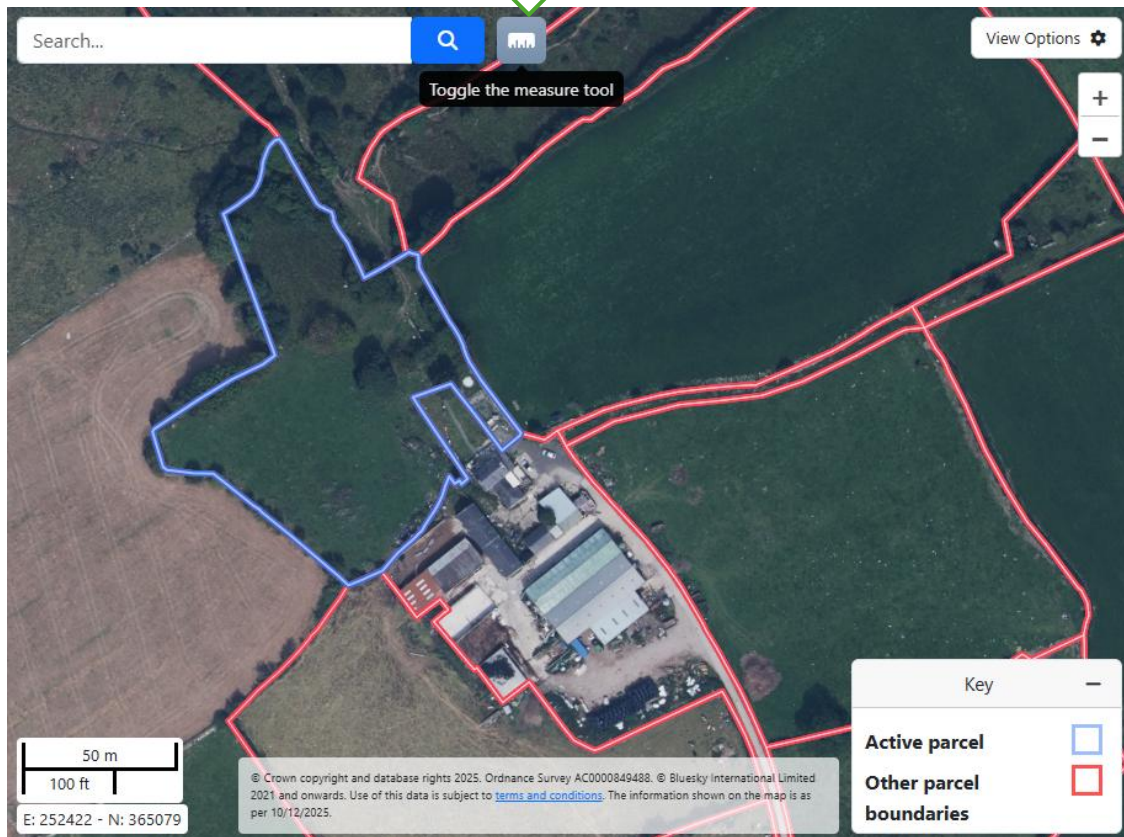 Search...
View Options
Toggle the measure tool
+
−
Key −
Active parcel
Other parcel
boundaries
50 m
100 ft
E: 252422 - N: 365079
© Crown copyright and database rights 2025. Ordnance Survey AC0000849488. © Bluesky International Limited
2021 and onwards. Use of this data is subject to terms and conditions. The information shown on the map is as
per 10/12/2025.